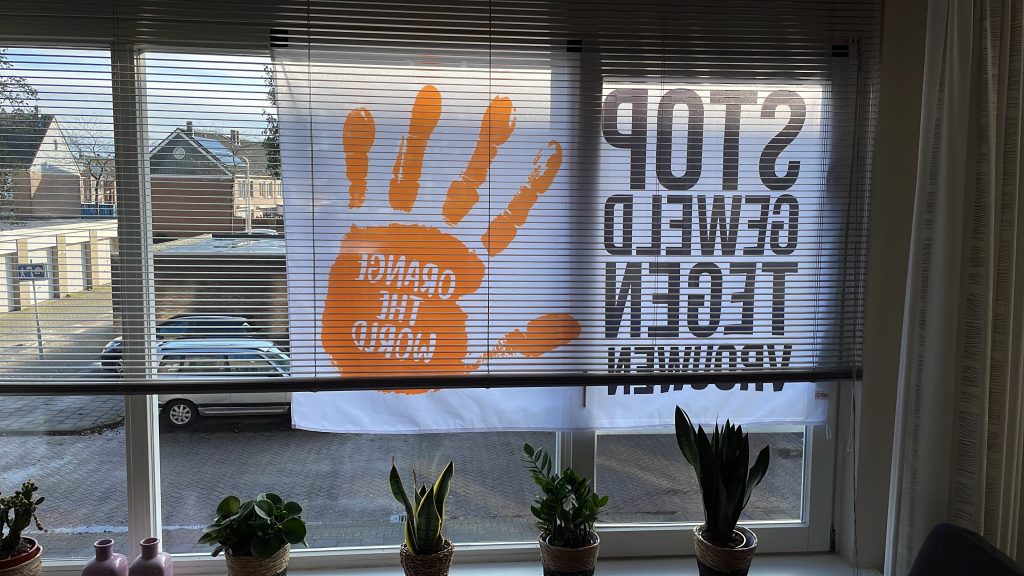 ORANGE
THE
WORLD
STOP
GEWELD
TEGEN
VROUWEN